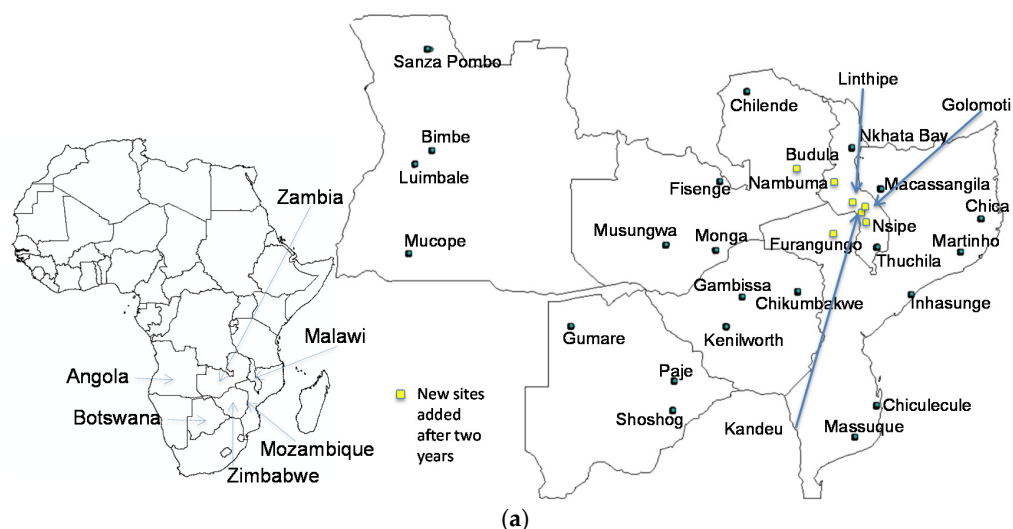 Linthipe
Golomoti
Sanza Pombo
Chilende
Nkhata Bay
Bimbe
Budula
Luimbale
Zambia
Fisenge
Nambuma
Macassangila
Chica
Musungwa
Nsipe
Mucope
Monga
Furangungo
Martinho
Thuchila
Gambissa
Chikumbakwe
Inhasunge
Malawi
Gumare
Kenilworth
Angola
Paje
New sites
added
after two
years
Botswana
Shoshog
Kandeu
Chiculecule
Massuque
Mozambique
Zimbabwe
(a)